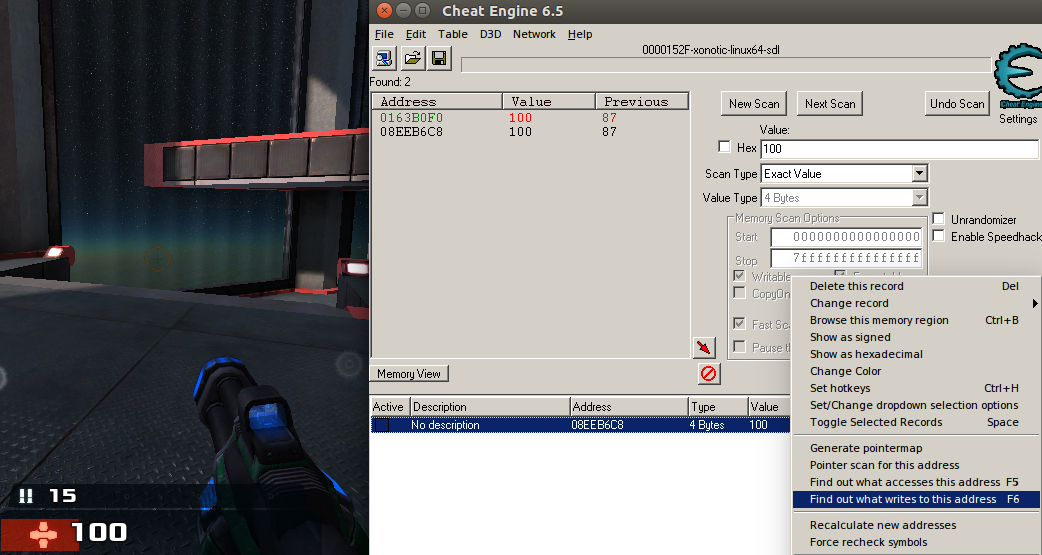 Cheat Engine 6.5
File Edit Table D3D Network Help
0000152F-xonotic-linux64-sdl
Found: 2
Address Value Previous
0163B0F0 100 87
08EEB6C8 100 87
New Scan Next Scan Undo Scan
Cheat Engine
Settings
Value:
Hex 100
Scan Type Exact Value
Value Type 4 Bytes
Memory Scan Options
Unrandomizer
Enable Speedhack
Start 0000000000000000
Stop 7fffffffffffffff
Writable
CopyOn
Fast Sca
Pause th
Memory View
Active Description Address Type Value
No description 08EEB6C8 4 Bytes 100
Delete this record Del
Change record
Browse this memory region Ctrl+B
Show as signed
Show as hexadecimal
Change Color
Set hotkeys Ctrl+H
Set/Change dropdown selection options
Toggle Selected Records Space
Generate pointermap
Pointer scan for this address
Find out what accesses this address F5
Find out what writes to this address F6
Recalculate new addresses
Force recheck symbols
15
100